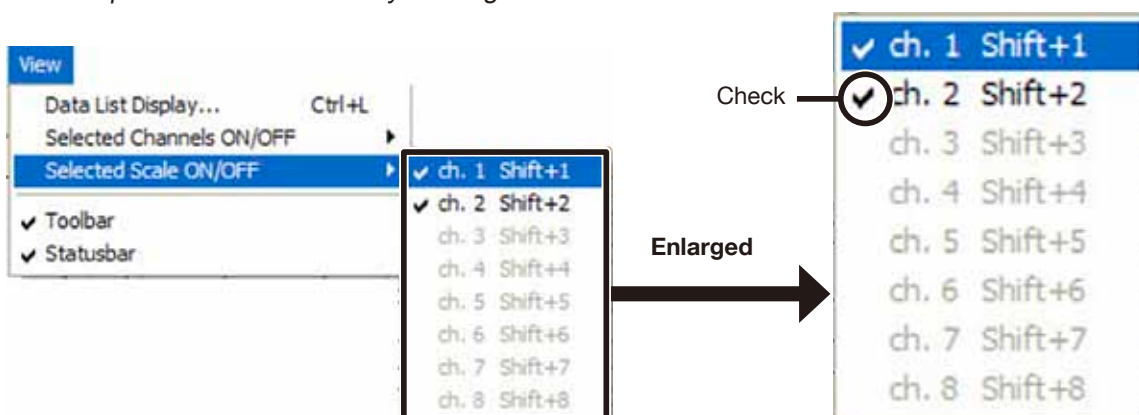 View
Data List Display... Ctrl+L
Selected Channels ON/OFF
Selected Scale ON/OFF
Toolbar
Statusbar
ch. 1 Shift+1
ch. 2 Shift+2
ch. 3 Shift+3
ch. 4 Shift+4
ch. 5 Shift+5
ch. 6 Shift+6
ch. 7 Shift+7
ch. 8 Shift+8
Enlarged
Check
ch. 1 Shift+1
ch. 2 Shift+2
ch. 3 Shift+3
ch. 4 Shift+4
ch. 5 Shift+5
ch. 6 Shift+6
ch. 7 Shift+7
ch. 8 Shift+8